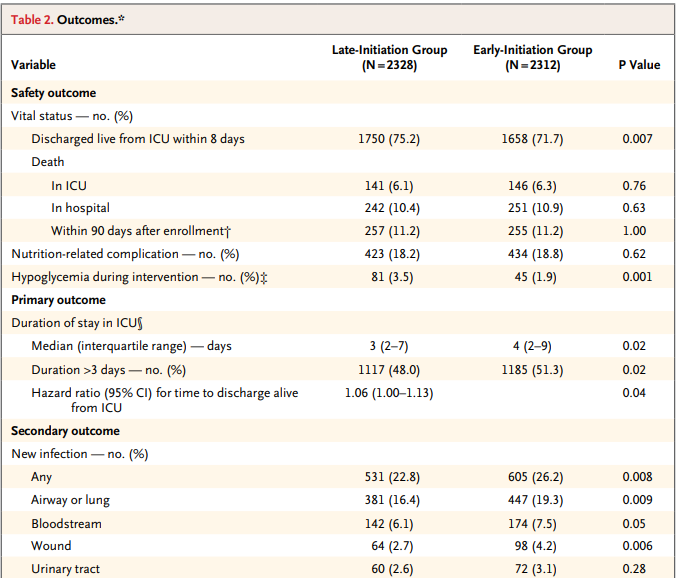 Table 2. Outcomes.*
Variable Late-Initiation Group (N=2328) Early-Initiation Group (N=2312) P Value
Safety outcome
Vital status — no. (%)
Discharged live from ICU within 8 days 1750 (75.2) 1658 (71.7) 0.007
Death
In ICU 141 (6.1) 146 (6.3) 0.76
In hospital 242 (10.4) 251 (10.9) 0.63
Within 90 days after enrollment† 257 (11.2) 255 (11.2) 1.00
Nutrition-related complication — no. (%) 423 (18.2) 434 (18.8) 0.62
Hypoglycemia during intervention — no. (%)‡ 81 (3.5) 45 (1.9) 0.001
Primary outcome
Duration of stay in ICU§
Median (interquartile range) — days 3 (2–7) 4 (2–9) 0.02
Duration >3 days — no. (%) 1117 (48.0) 1185 (51.3) 0.02
Hazard ratio (95% CI) for time to discharge alive 1.06 (1.00–1.13) 0.04
from ICU
Secondary outcome
New infection — no. (%)
Any 531 (22.8) 605 (26.2) 0.008
Airway or lung 381 (16.4) 447 (19.3) 0.009
Bloodstream 142 (6.1) 174 (7.5) 0.05
Wound 64 (2.7) 98 (4.2) 0.006
Urinary tract 60 (2.6) 72 (3.1) 0.28